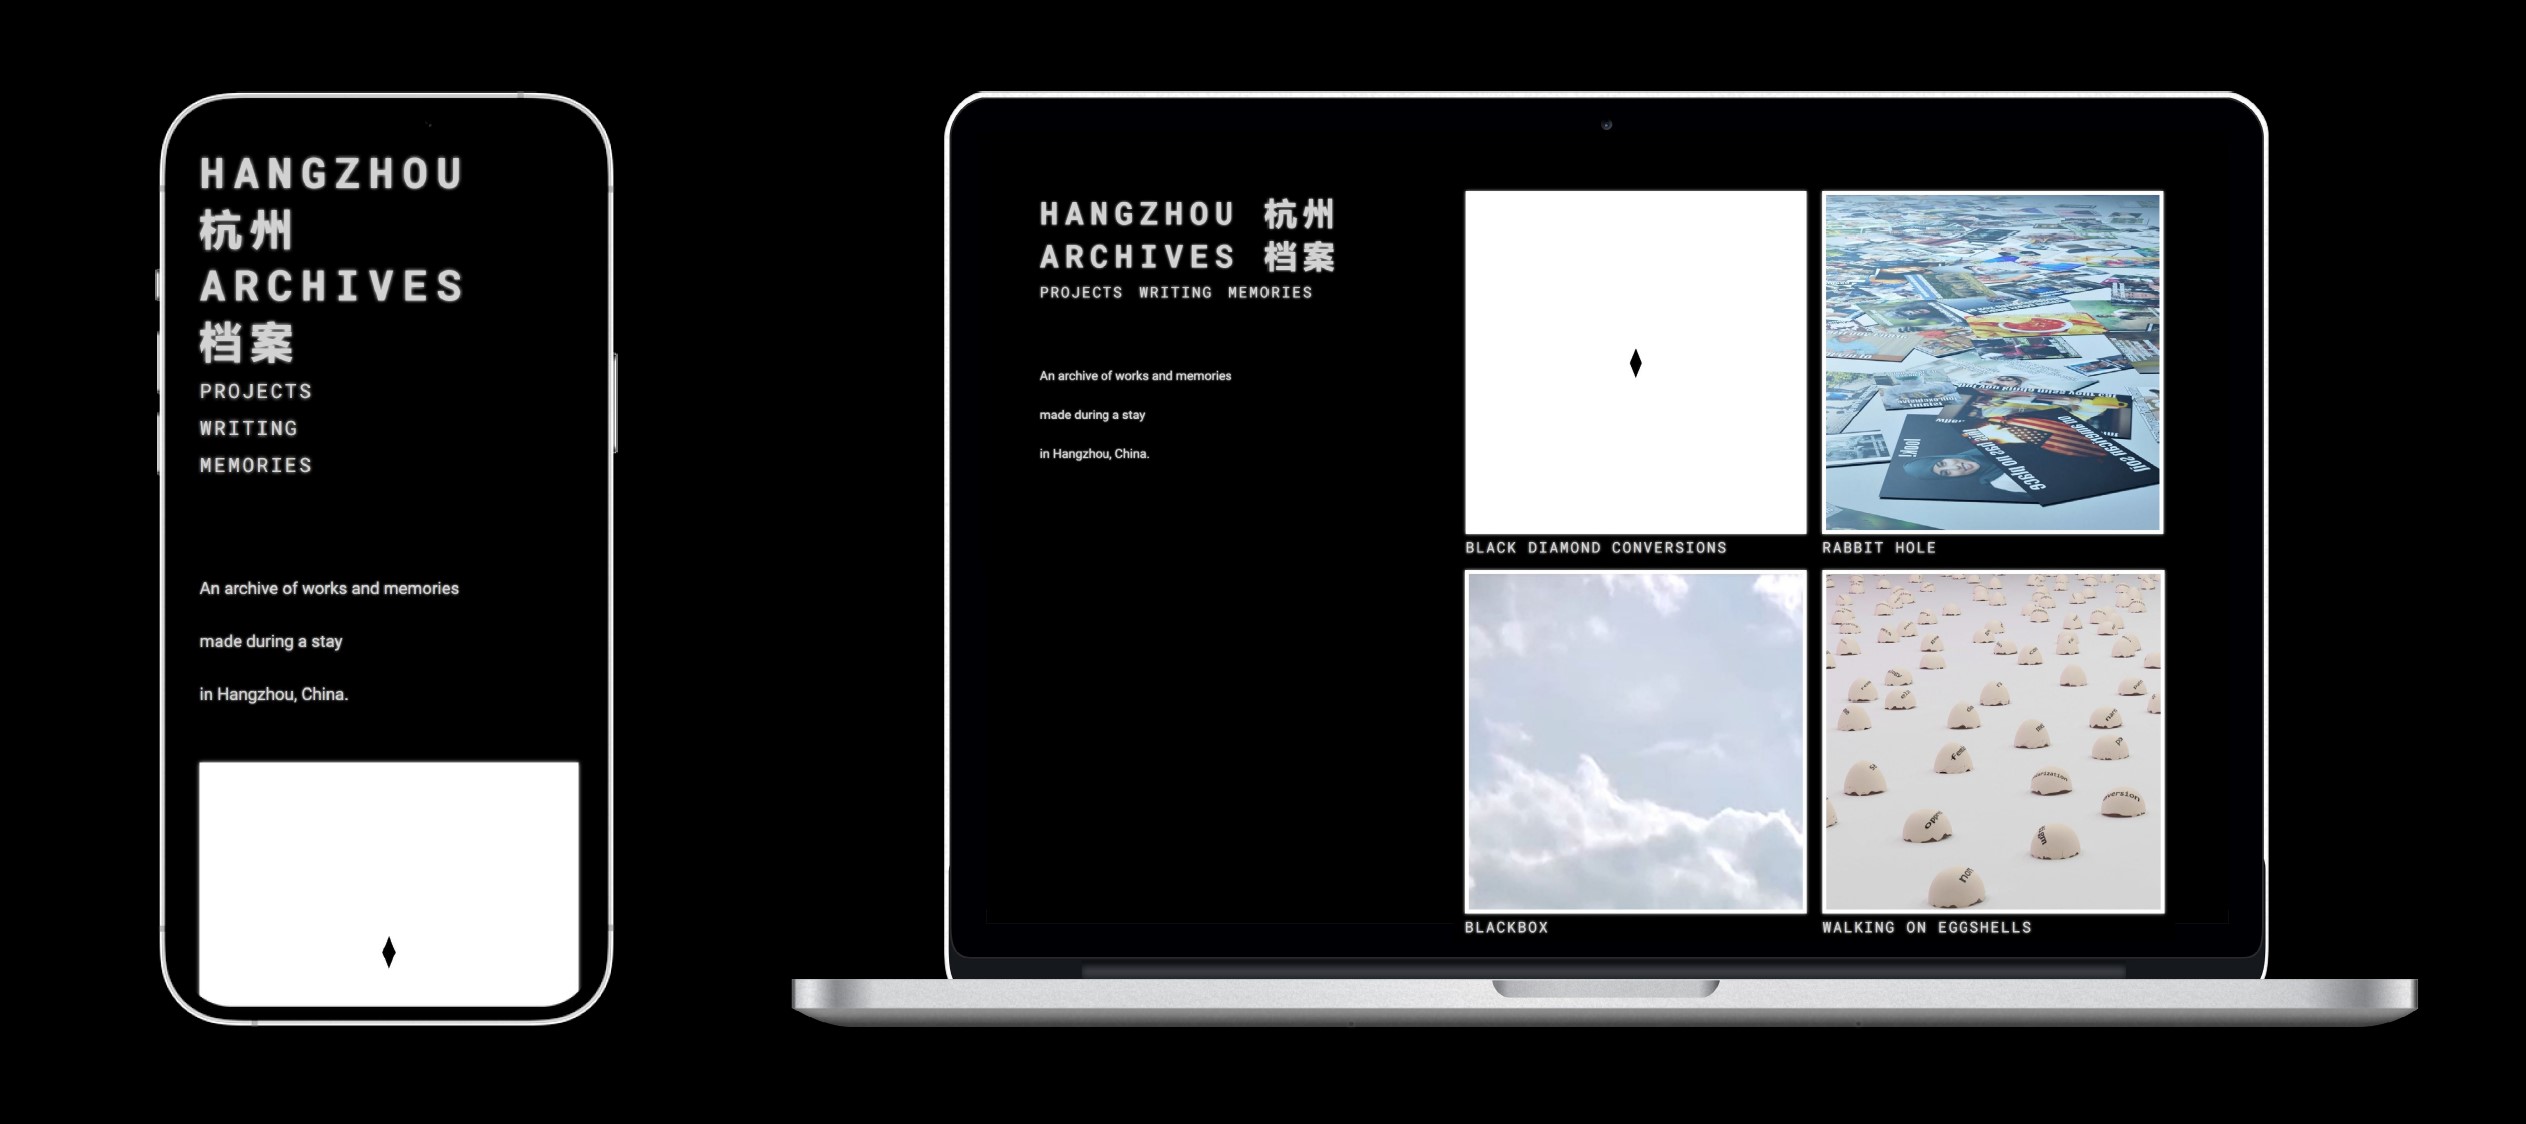 HANGZHOU
杭州
ARCHIVES
档案
PROJECTS
WRITING
MEMORIES
An archive of works and memories
made during a stay
in Hangzhou, China.
HANGZHOU 杭州
ARCHIVES 档案
PROJECTS WRITING MEMORIES
An archive of works and memories
made during a stay
in Hangzhou, China.
BLACK DIAMOND CONVERSIONS
RABBIT HOLE
BLACKBOX
WALKING ON EGGSHELLS